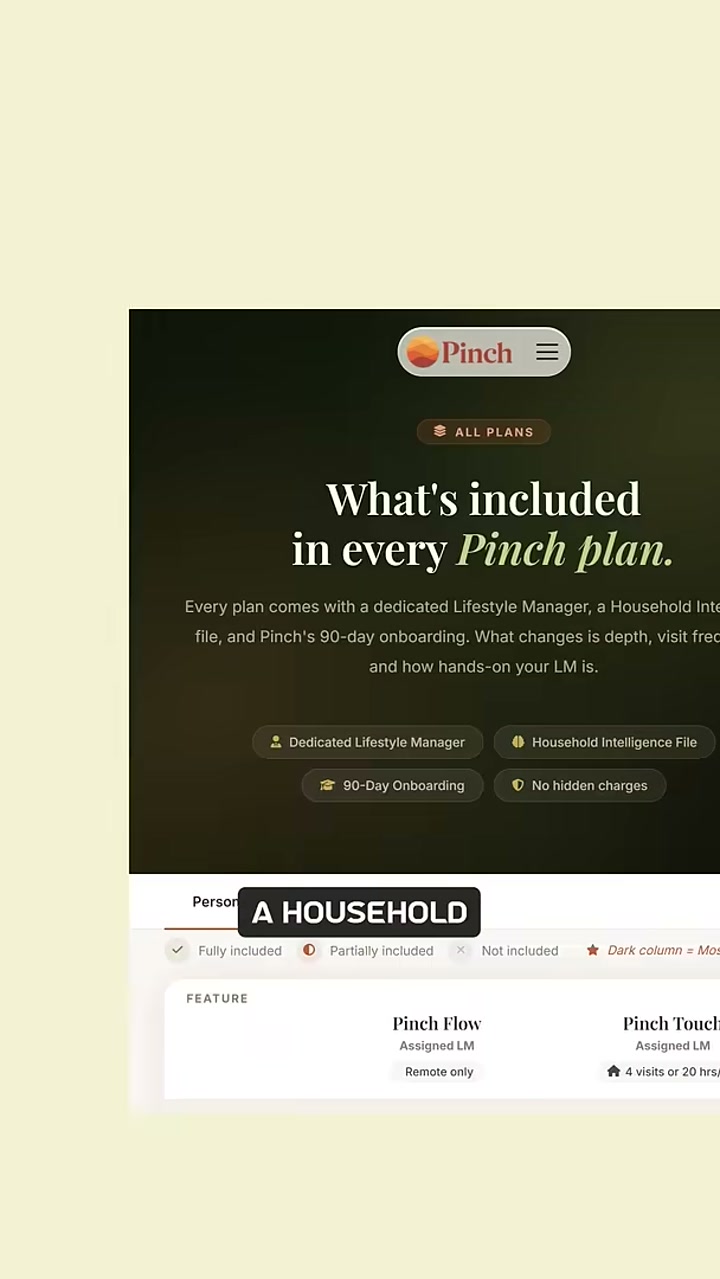 Pinch
ALL PLANS
What's included
in every Pinch plan.
Every plan comes with a dedicated Lifestyle Manager, a Household
file, and Pinch's 90-day onboarding. What changes is depth, visit
and how hands-on your LM is.
Dedicated Lifestyle Manager
Household Intelligence File
90-Day Onboarding
No hidden charges
A HOUSEHOLD
Fully included
Partially included
Not included
Dark column =
FEATURE
Pinch Flow
Pinch Touch
Assigned LM
Assigned LM
Remote only
4 visits or 20 hrs/